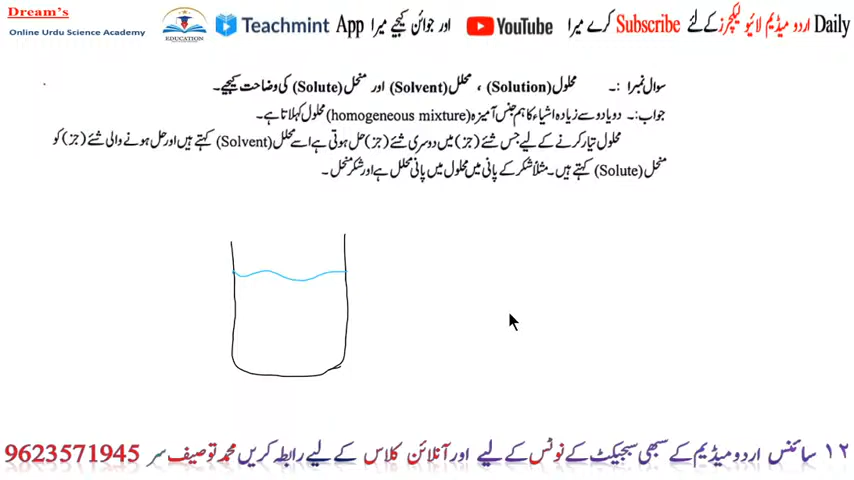 Dream's
Online Urdu Science Academy
EDUCATION
Daily اردو میڈیم لائیو لیکچرز کے لئے Subscribe کرے میرا YouTube اور جوائن کیجیے میرا Teachmint App
سوال نمبر ۱ :۔ محلول (Solution) ، محلل (Solvent) اور منحل (Solute) کی وضاحت کیجیے۔
جواب :۔ دو یا دو سے زیادہ اشیاء کا ہم جنس آمیزہ (homogeneous mixture) محلول کہلاتا ہے۔
محلول تیار کرنے کے لیے جس شئے (جز) میں دوسری شئے (جز) حل ہوتی ہے اسے محلل (Solvent) کہتے ہیں اور حل ہونے والی شئے (جز) کو
منحل (Solute) کہتے ہیں۔ مثلاً شکر کے پانی میں محلول میں پانی محلل ہے اور شکر منحل ۔
۱۲ سائنس اردو میڈیم کے سبھی سبجیکٹ کے نوٹس کے لیے اور آنلائن کلاس کے لیے رابطہ کریں محمد توصیف سر 9623571945